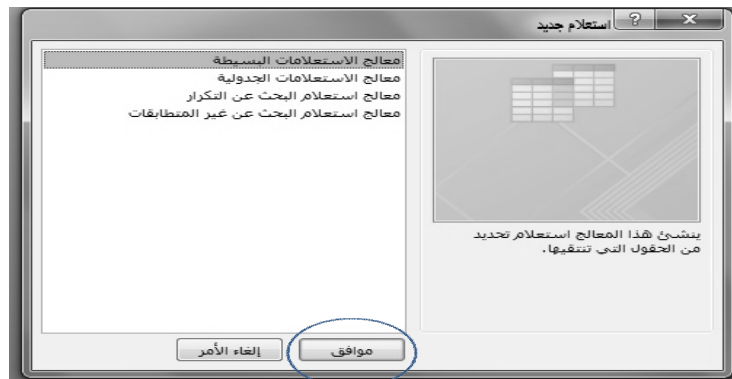 استعلام جديد
معالج الاستعلامات البسيطة
معالج الاستعلامات الجدولية
معالج استعلام البحث عن التكرار
معالج استعلام البحث عن غير المتطابقات
ينشئ هذا المعالج استعلام تحديد
من الحقول التي تنتقيها.
موافق
إلغاء الأمر